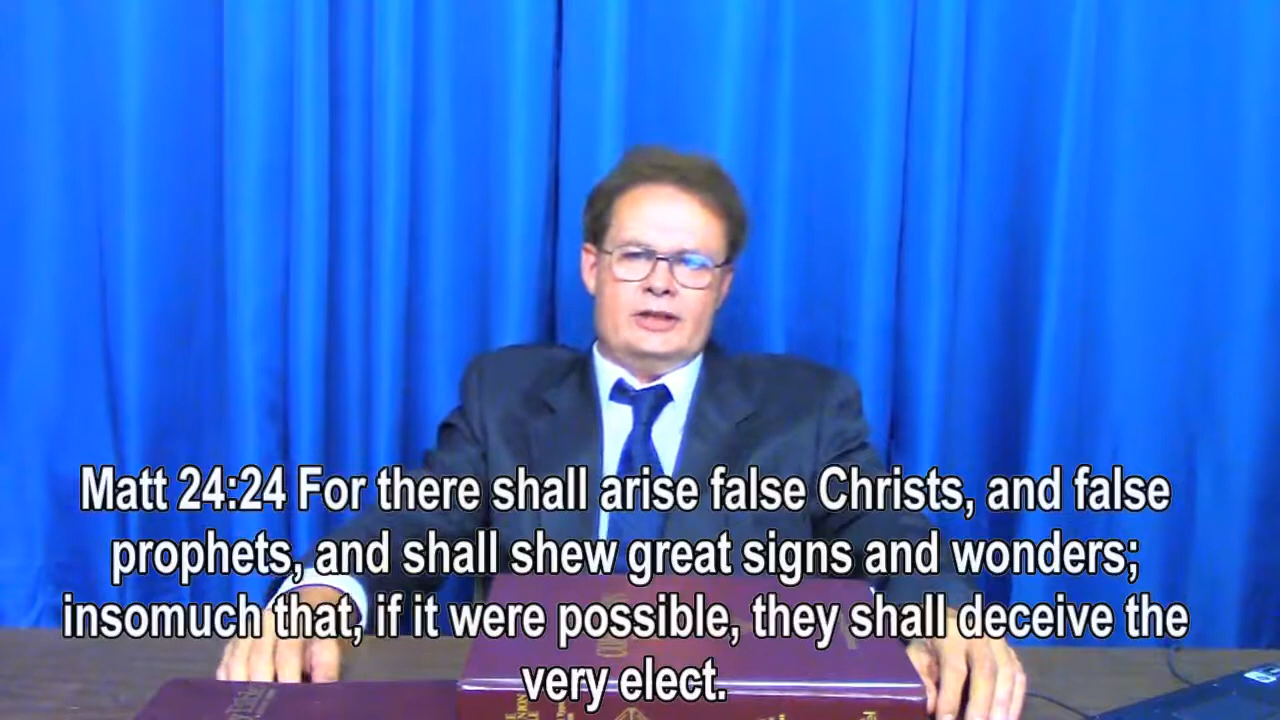 Matt 24:24 For there shall arise false Christs, and false
prophets, and shall shew great signs and wonders;
insomuch that, if it were possible, they shall deceive the
very elect.